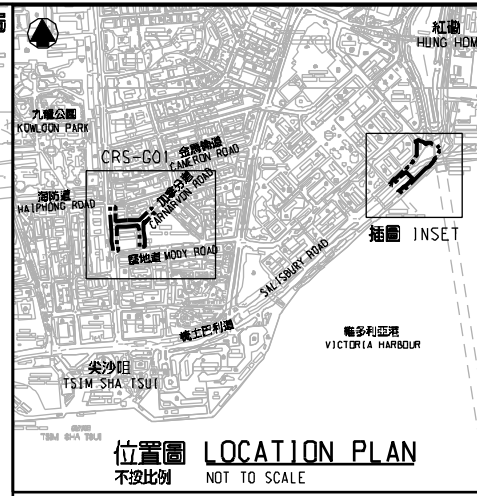 紅磡
HUNG HOM
九龍公園
KOWLOON PARK
CRS-G01
金馬倫道
CAMERON ROAD
海防道
HAIPHONG ROAD
加拿分道
CARNARVON ROAD
插圖 INSET
麼地道 MODY ROAD
SALISBURY ROAD
梳士巴利道
維多利亞港
VICTORIA HARBOUR
尖沙咀
TSIM SHA TSUI
TSIM SHA TSUI
位置圖 LOCATION PLAN
不按比例 NOT TO SCALE